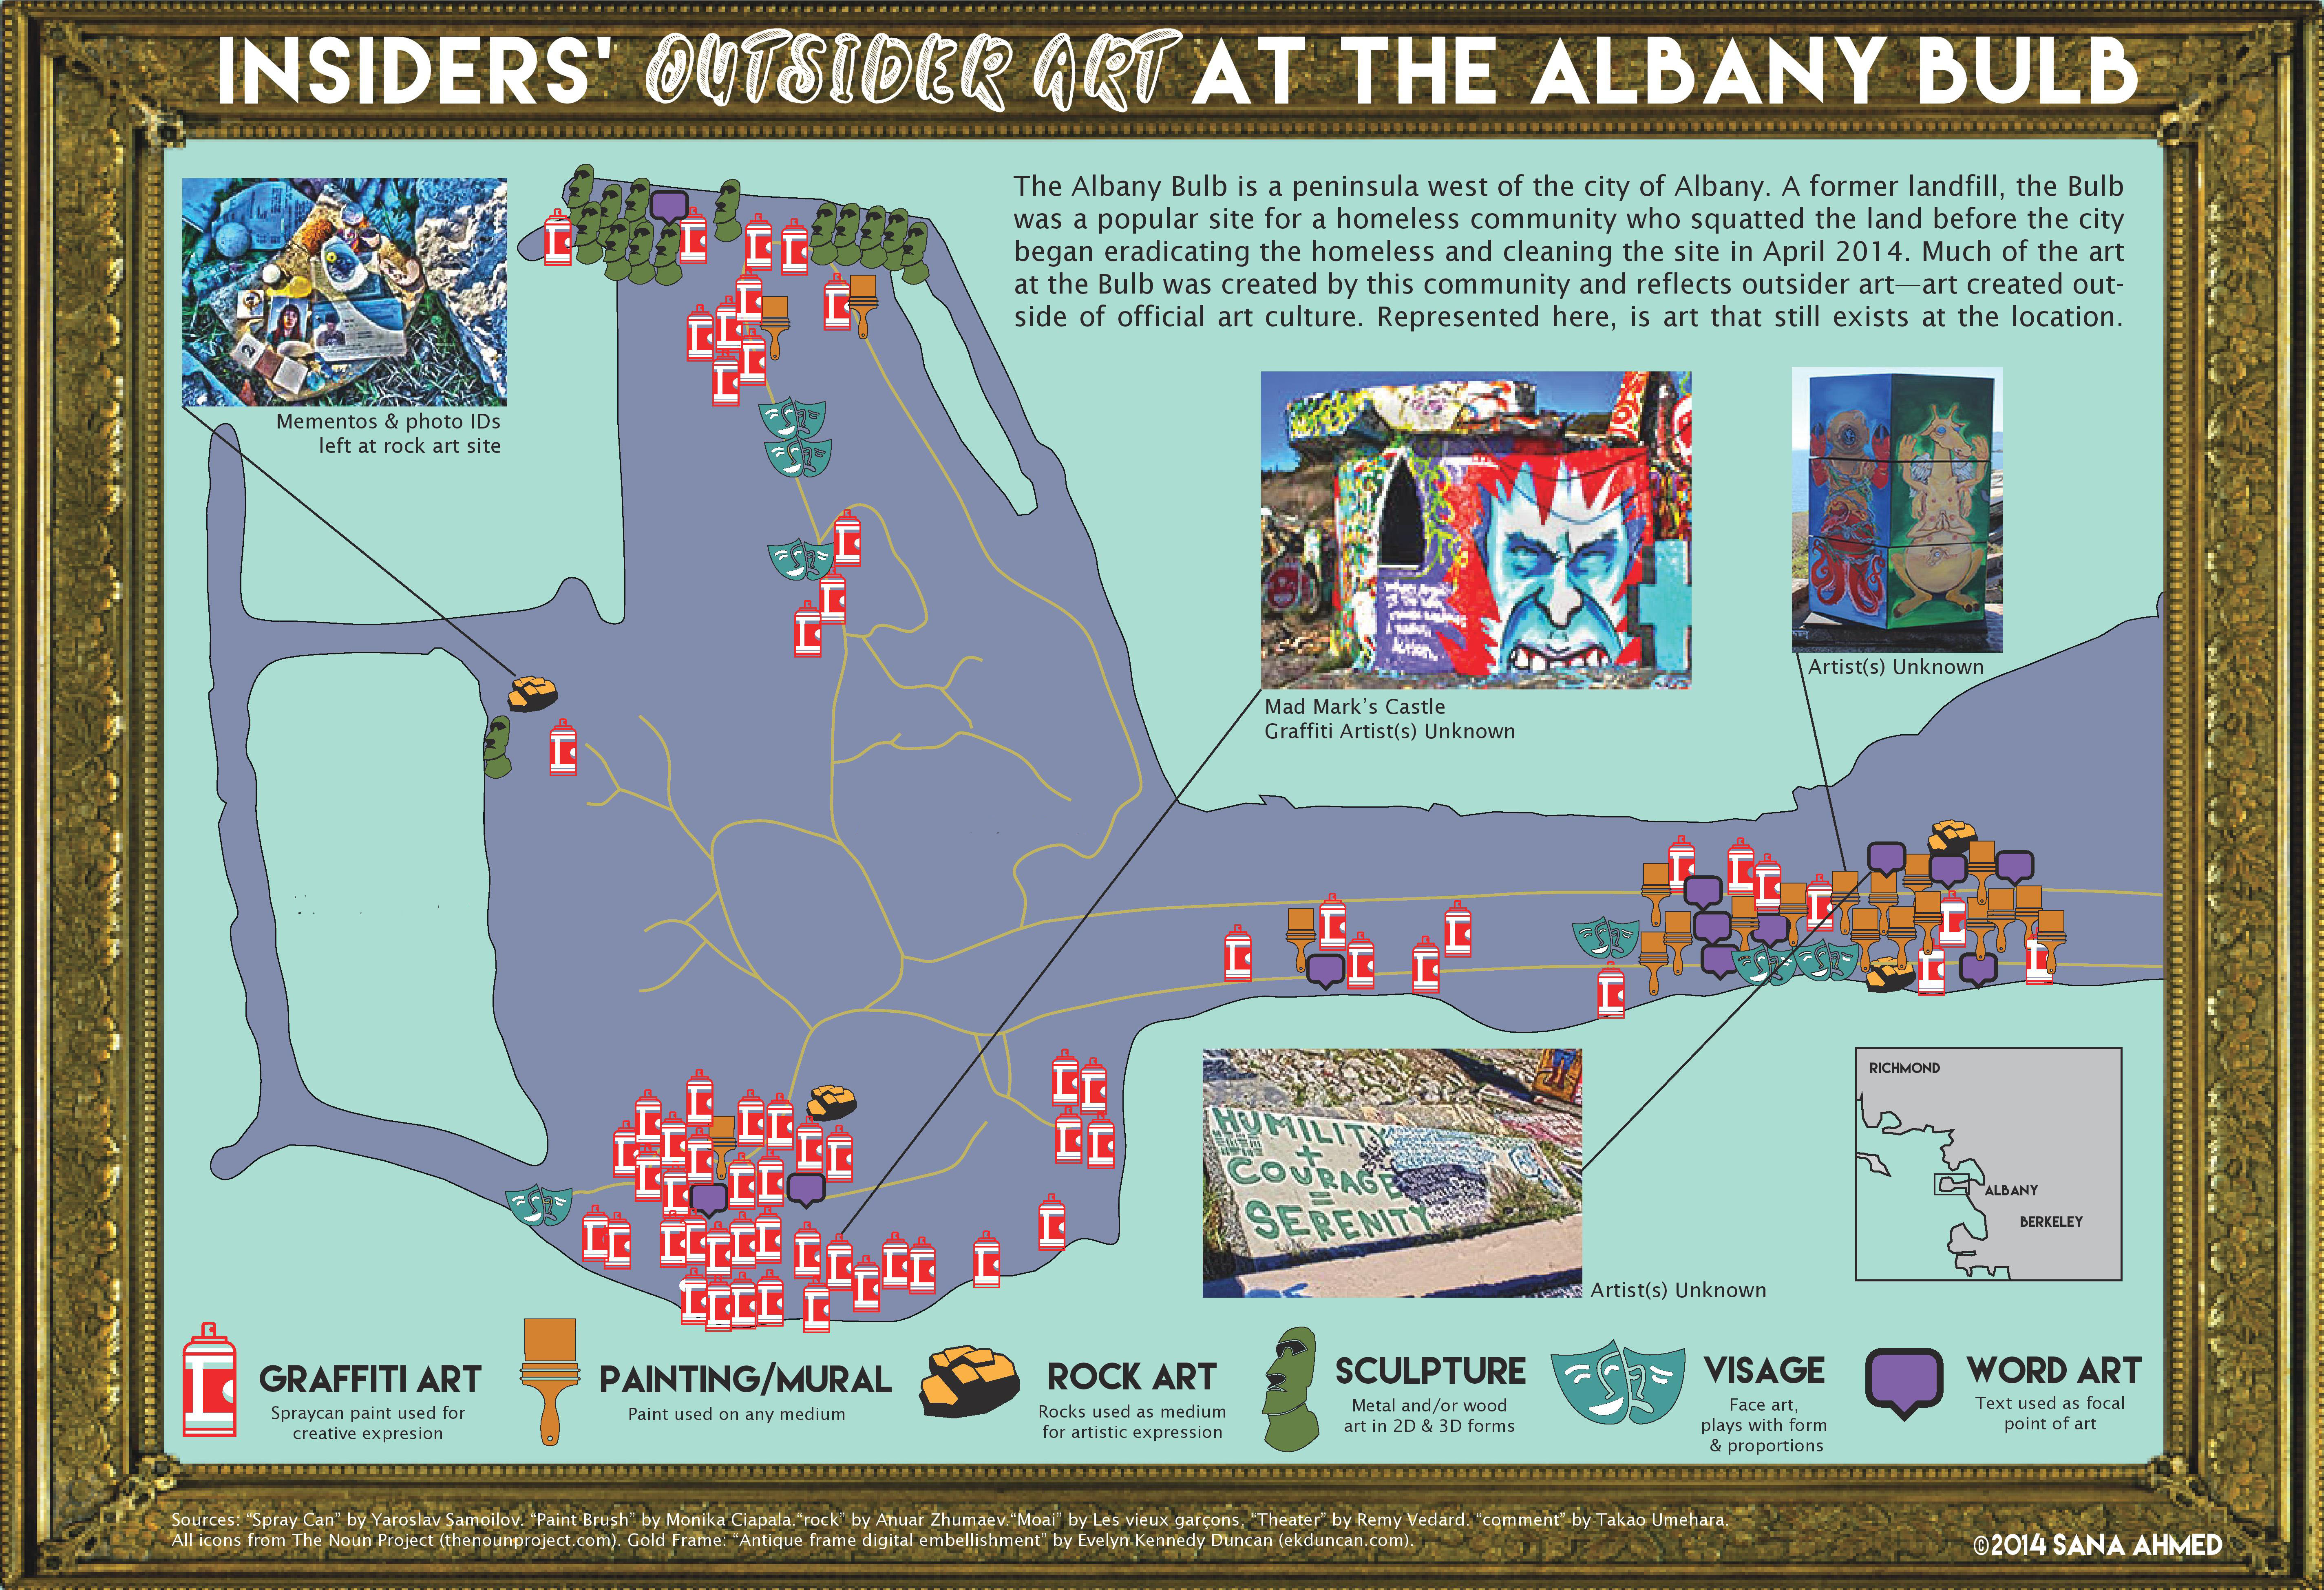 INSIDERS' OUTSIDER ART AT THE ALBANY BULB
The Albany Bulb is a peninsula west of the city of Albany. A former landfill, the Bulb
was a popular site for a homeless community who squatted the land before the city
began eradicating the homeless and cleaning the site in April 2014. Much of the art
at the Bulb was created by this community and reflects outsider art—art created out-
side of official art culture. Represented here, is art that still exists at the location.
2
Mementos & photo IDs
left at rock art site
Mad Mark's Castle
Graffiti Artist(s) Unknown
Artist(s) Unknown
HUMILITY
+
COURAGE
=
SERENITY
Artist(s) Unknown
RICHMOND
ALBANY
BERKELEY
GRAFFITI ART
Spraycan paint used for
creative expresion
PAINTING/MURAL
Paint used on any medium
ROCK ART
Rocks used as medium
for artistic expression
SCULPTURE
Metal and/or wood
art in 2D & 3D forms
VISAGE
Face art,
plays with form
& proportions
WORD ART
Text used as focal
point of art
Sources: “Spray Can” by Yaroslav Samoilov. “Paint Brush” by Monika Ciapala.“rock” by Anuar Zhumaev.“Moai” by Les vieux garçons, “Theater” by Remy Vedard. “comment” by Takao Umehara.
All icons from The Noun Project (thenounproject.com). Gold Frame: “Antique frame digital embellishment” by Evelyn Kennedy Duncan (ekduncan.com).
©2014 SANA AHMED